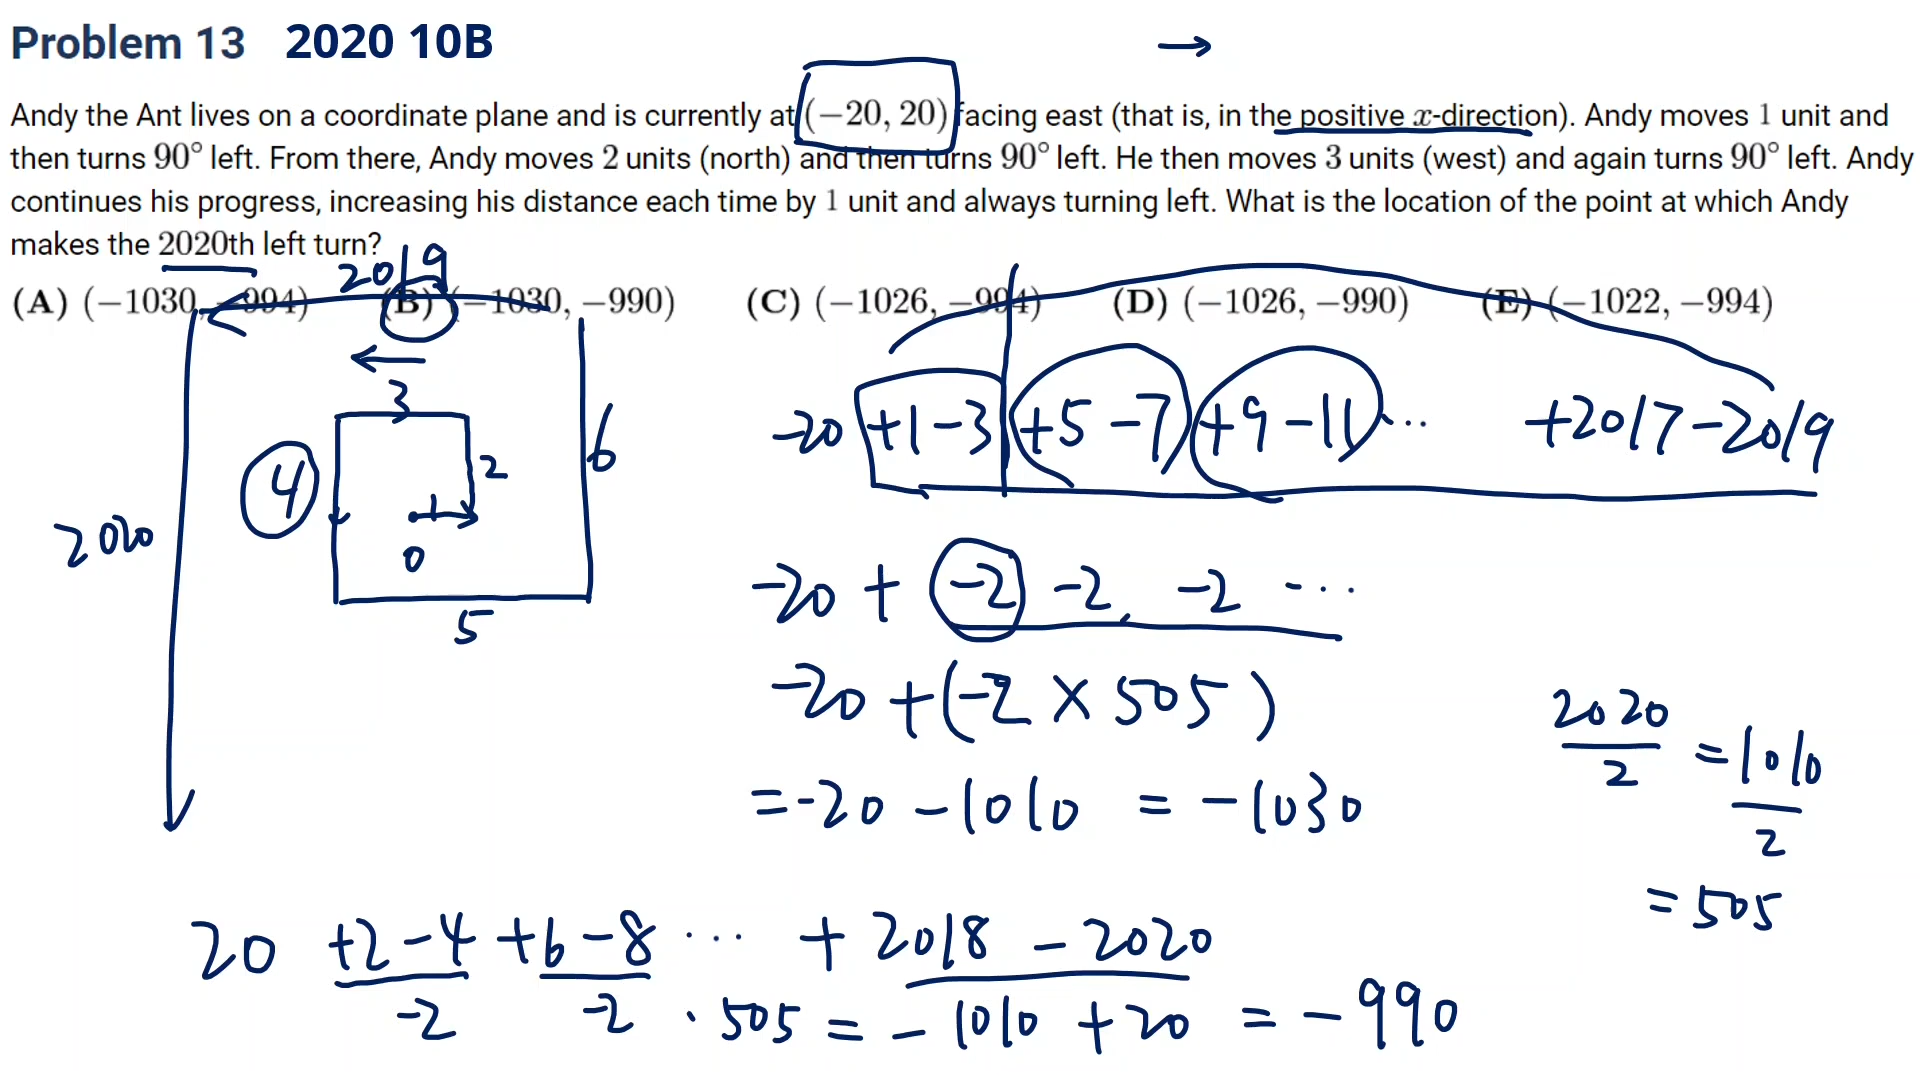 Problem 13 2020 10B
→
Andy the Ant lives on a coordinate plane and is currently at (−20, 20) facing east (that is, in the positive x-direction). Andy moves 1 unit and
then turns 90° left. From there, Andy moves 2 units (north) and then turns 90° left. He then moves 3 units (west) and again turns 90° left. Andy
continues his progress, increasing his distance each time by 1 unit and always turning left. What is the location of the point at which Andy
makes the 2020th left turn?
2019
(A) (−1030, −994) (B) (−1030, −990) (C) (−1026, −994) (D) (−1026, −990) (E) (−1022, −994)
3
-20 +1-3 +5-7 +9-11 ... +2017-2019
6
4
2
1
2020
0
5
-20 + -2 -2, -2 ...
-20 + (-2 × 505)
2020/2 = 1010/2
= -20 - 1010 = -1030
= 505
20 +2-4 +6-8 ... + 2018 - 2020
-2 -2 · 505 = -1010 + 20 = -990